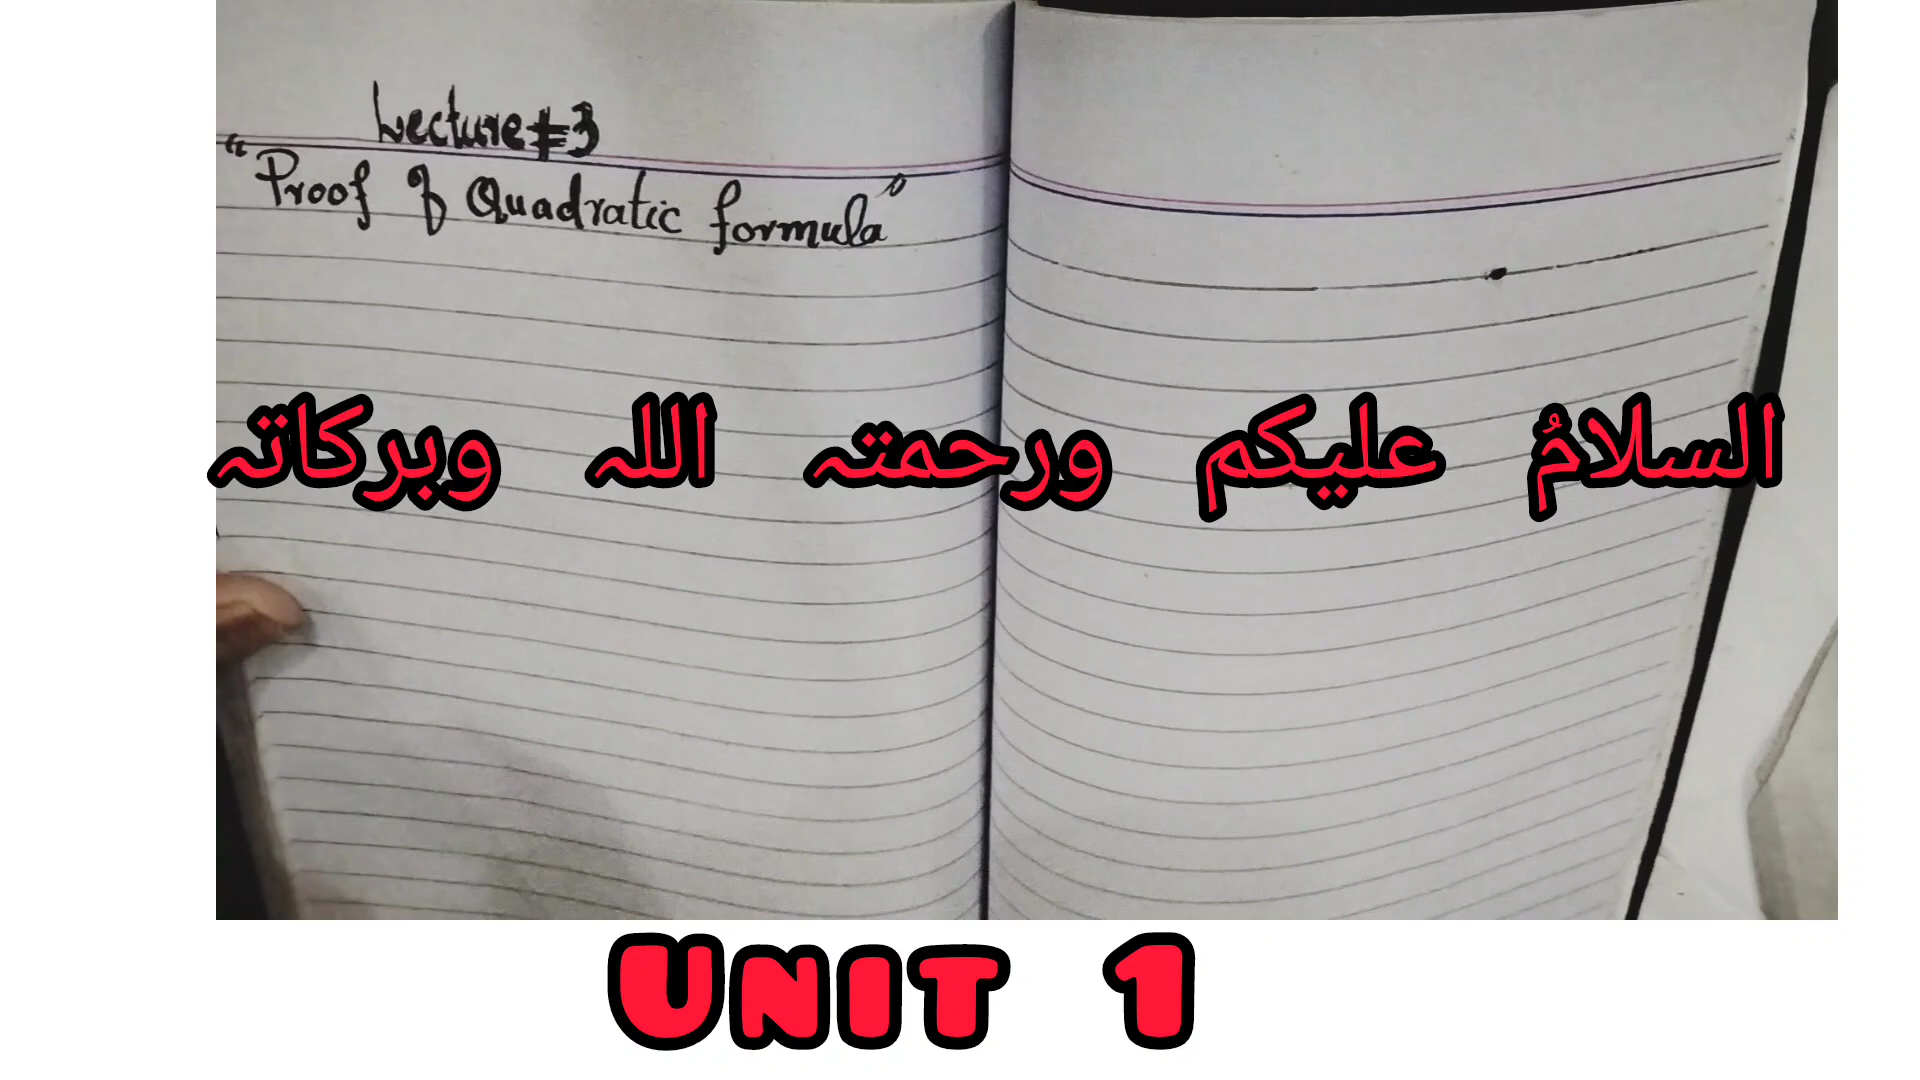 Lecture # 3
"Proof of Quadratic formula"
السلامُ علیکم ورحمتہ اللہ وبرکاتہ
UNIT 1